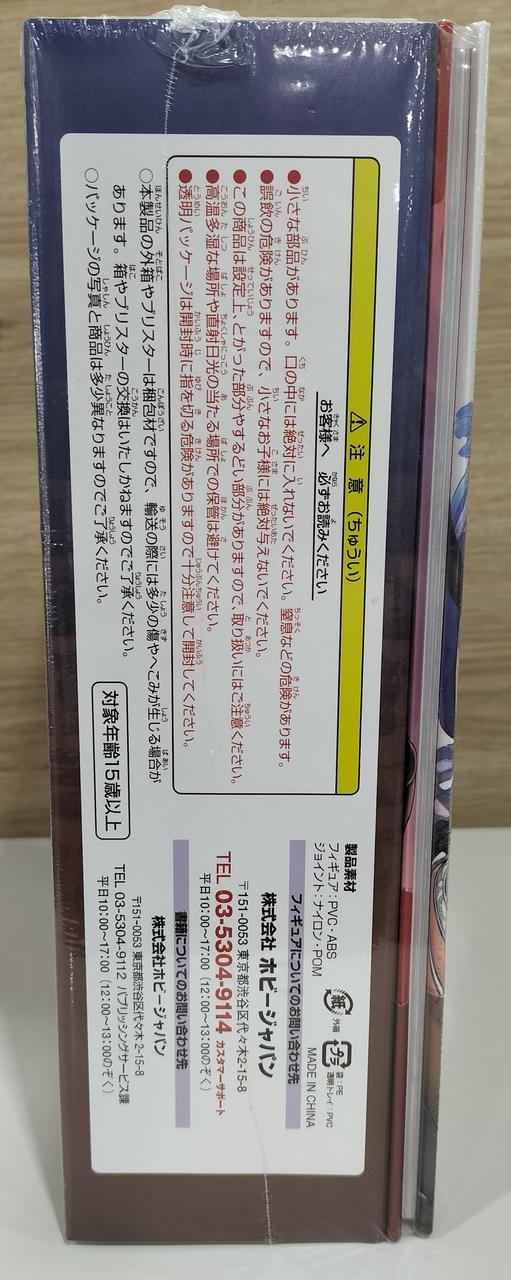 ⚠ 注 意 (ちゅうい)
お客様へ 必ずお読みください
●小さな部品があります。口の中には絶対に入れないでください。窒息などの危険があります。
●誤飲の危険がありますので、小さなお子様には絶対与えないでください。
●この商品は設定上、とがった部分やするどい部分がありますので、取り扱いにはご注意ください。
●高温多湿な場所や直射日光の当たる場所での保管は避けてください。
●透明パッケージは開封時に指を切る危険がありますので十分注意して開封してください。
○本製品の外箱やブリスターは梱包材ですので、輸送の際には多少の傷やへこみが生じる場合が
あります。箱やブリスターの交換はいたしかねますのでご了承ください。
○パッケージの写真と商品は多少異なりますのでご了承ください。
対象年齢15歳以上
製品素材
フィギュア:PVC・ABS
ジョイント:ナイロン・POM
紙
外箱
プラ
袋:PE
透明トレイ:PVC
MADE IN CHINA
フィギュアについてのお問い合わせ先
株式会社 ホビージャパン
〒151-0053 東京都渋谷区代々木2-15-8
TEL 03-5304-9114 カスタマーサポート
平日10:00~17:00(12:00~13:00のぞく)
書籍についてのお問い合わせ先
株式会社ホビージャパン
〒151-0053 東京都渋谷区代々木2-15-8
TEL 03-5304-9112 パブリッシングサービス課
平日10:00~17:00(12:00~13:00のぞく)